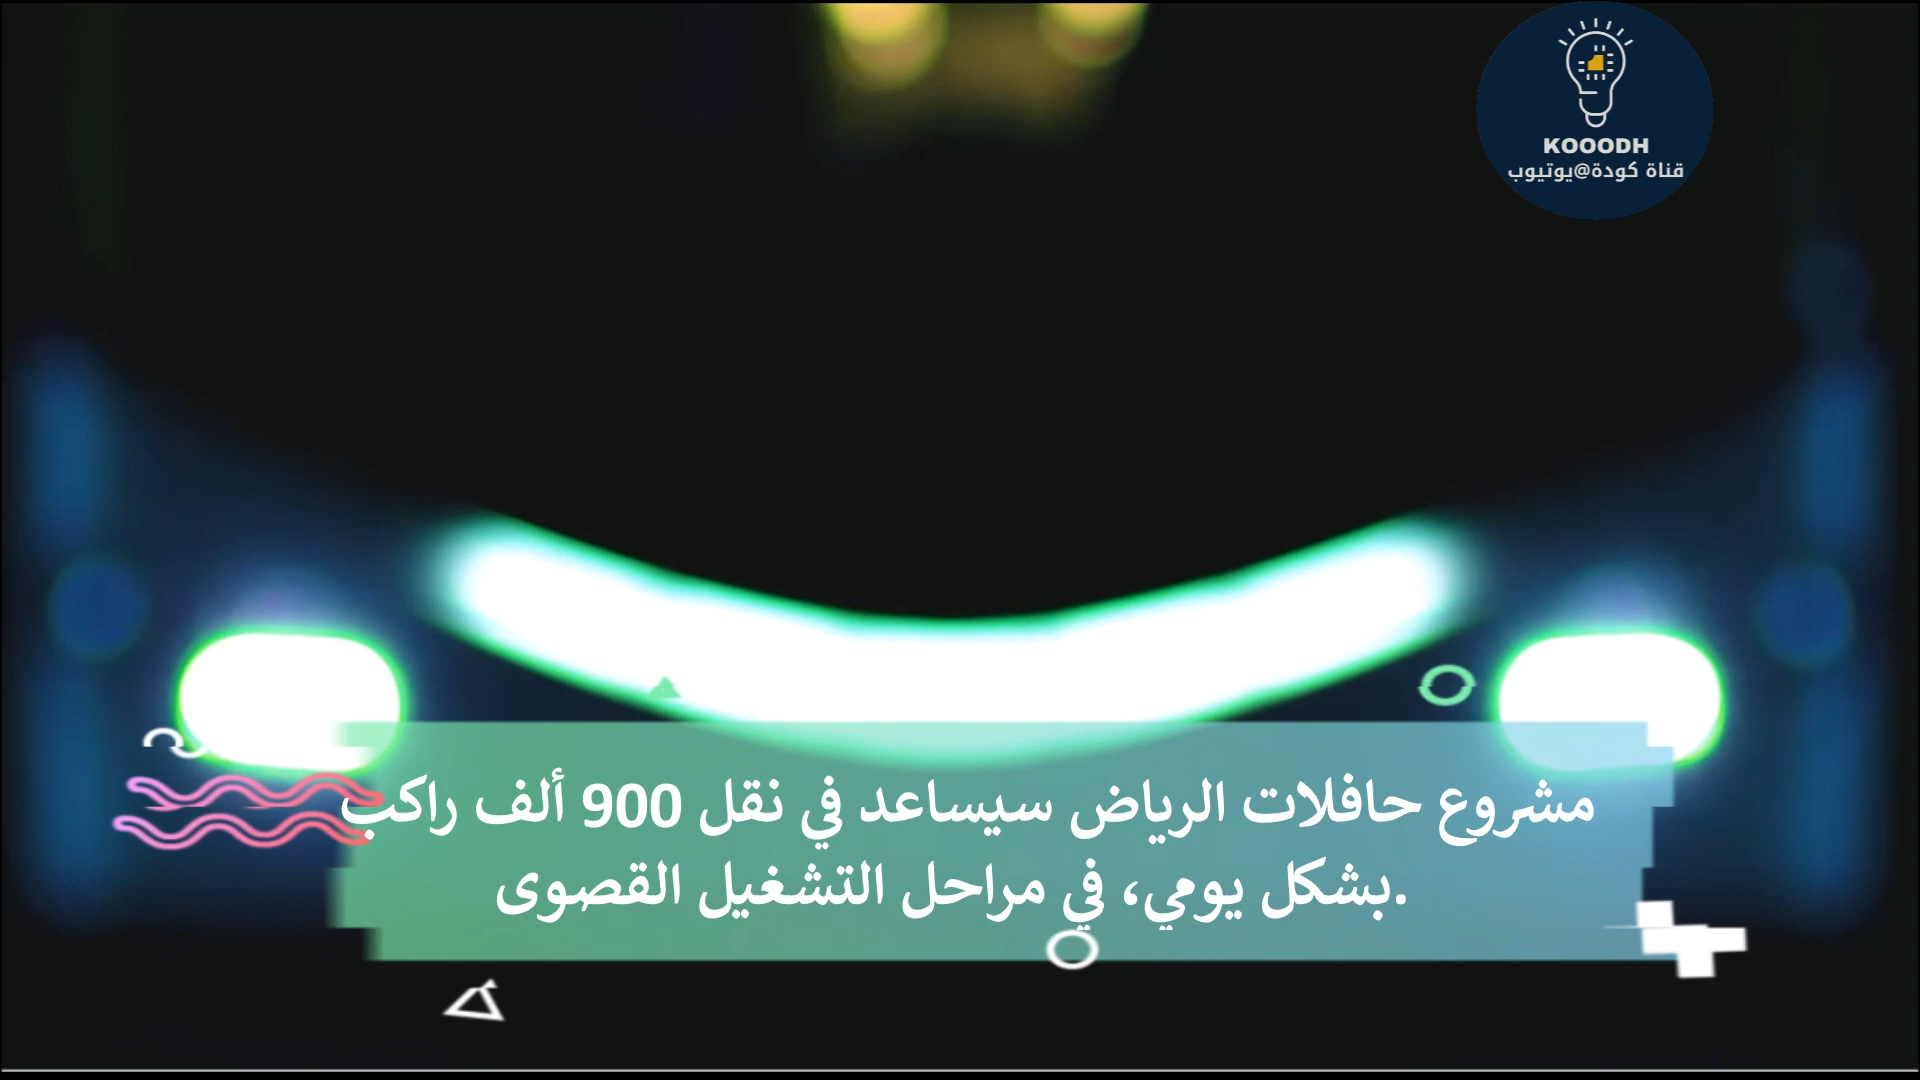 KOOODH
قناة كودة@يوتيوب
مشروع حافلات الرياض سيساعد في نقل 900 ألف راكب
.بشكل يومي، في مراحل التشغيل القصوى